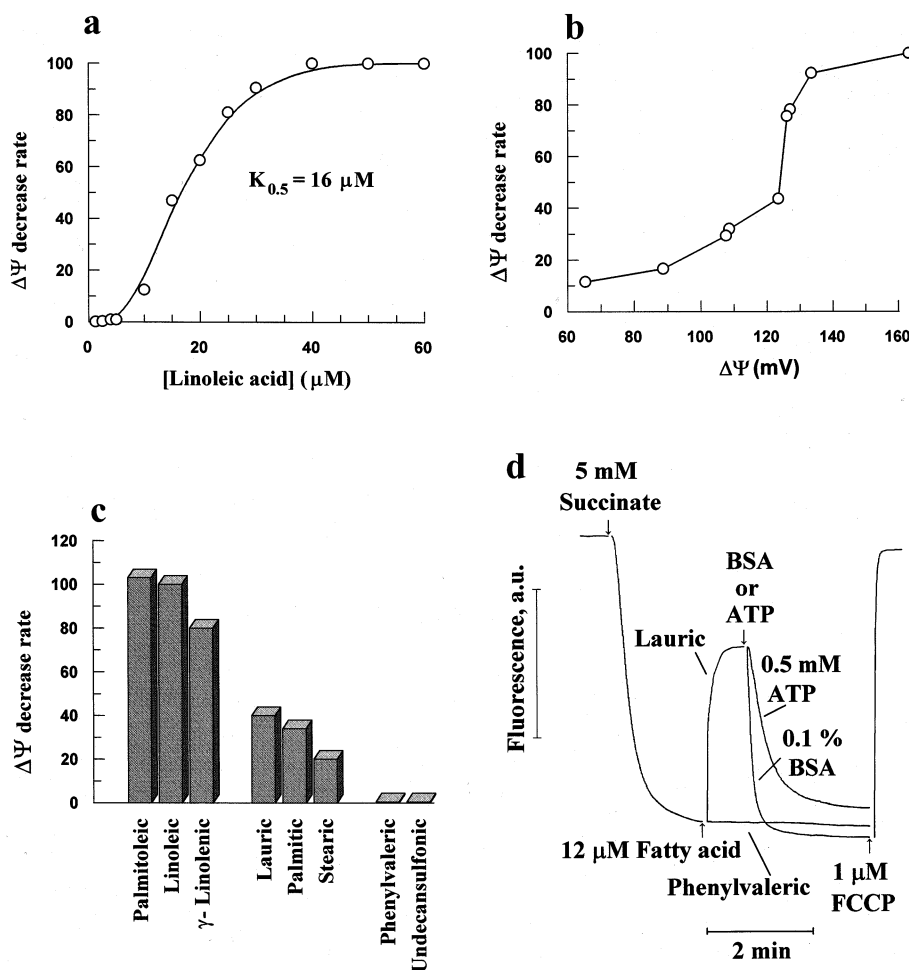 a
ΔΨ decrease rate
100
80
60
40
20
0
K0.5 = 16 μM
0
20
40
60
[Linoleic acid] (μM)
b
ΔΨ decrease rate
100
80
60
40
20
0
60
80
100
120
140
160
ΔΨ (mV)
c
ΔΨ decrease rate
120
100
80
60
40
20
0
Palmitoleic
Linoleic
γ- Linolenic
Lauric
Palmitic
Stearic
Phenylvaleric
Undecansulfonic
d
5 mM
Succinate
Fluorescence, a.u.
BSA
or
ATP
Lauric
0.5 mM
ATP
0.1 %
BSA
12 μM Fatty acid
Phenylvaleric
1 μM
FCCP
2 min